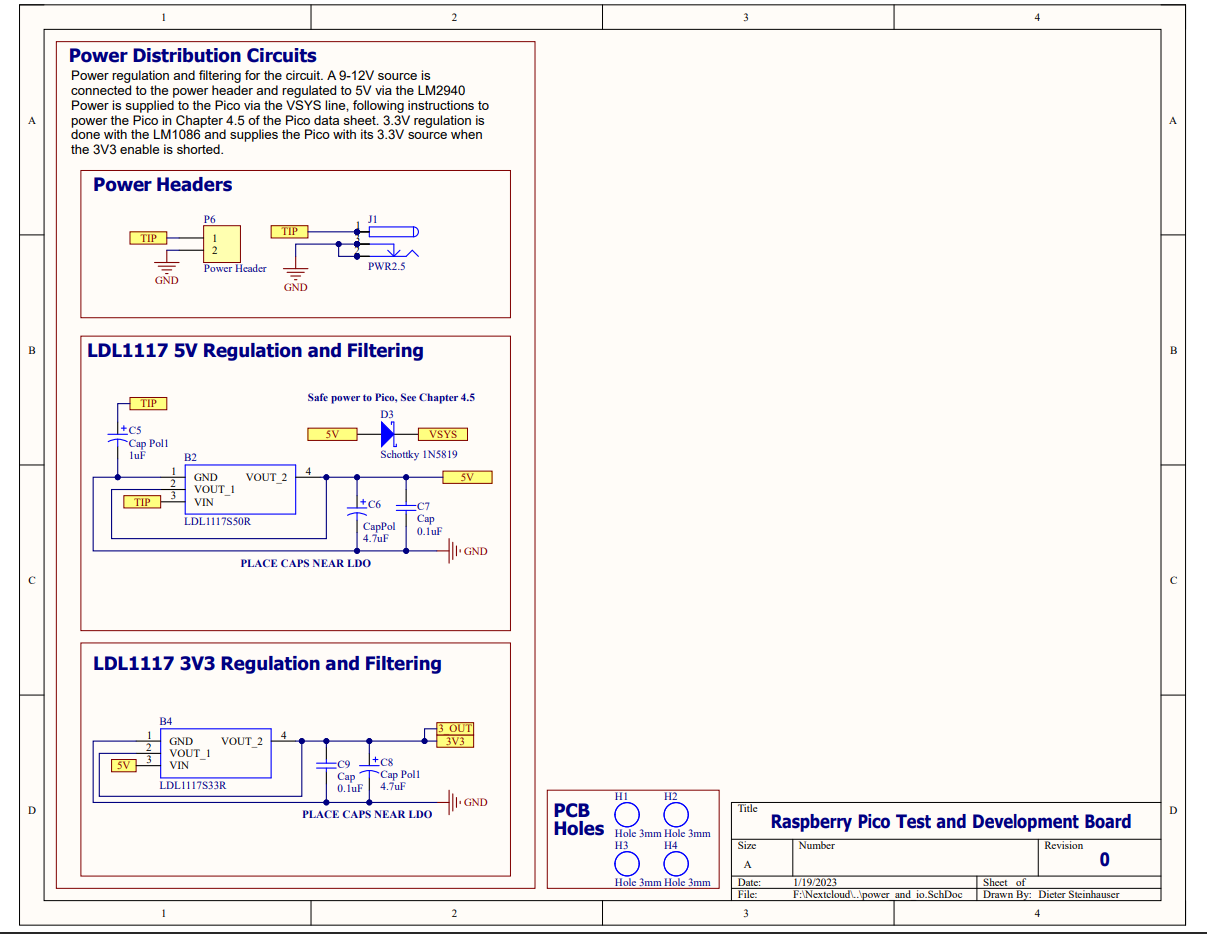 1 2 3 4
A A
B B
C C
D D
Power Distribution Circuits
Power regulation and filtering for the circuit. A 9-12V source is
connected to the power header and regulated to 5V via the LM2940
Power is supplied to the Pico via the VSYS line, following instructions to
power the Pico in Chapter 4.5 of the Pico data sheet. 3.3V regulation is
done with the LM1086 and supplies the Pico with its 3.3V source when
the 3V3 enable is shorted.
Power Headers
P6
TIP
1
2
Power Header
GND
TIP
J1
1
PWR2.5
GND
LDL1117 5V Regulation and Filtering
TIP
C5
Cap Pol1
1uF
Safe power to Pico, See Chapter 4.5
D3
5V
VSYS
Schottky 1N5819
B2
1 GND VOUT_2 4
2 VOUT_1
TIP 3 VIN
LDL1117S50R
5V
C6
CapPol
4.7uF
C7
Cap
0.1uF
GND
PLACE CAPS NEAR LDO
LDL1117 3V3 Regulation and Filtering
B4
1 GND VOUT_2 4
2 VOUT_1
5V 3 VIN
LDL1117S33R
3_OUT
3V3
C9
Cap
0.1uF
C8
Cap Pol1
4.7uF
GND
PLACE CAPS NEAR LDO
PCB
Holes
H1 H2
Hole 3mm Hole 3mm
H3 H4
Hole 3mm Hole 3mm
Title
Raspberry Pico Test and Development Board
Size Number Revision
A 0
Date: 1/19/2023 Sheet of
File: F:\Nextcloud\..\power_and_io.SchDoc Drawn By: Dieter Steinhauser
1 2 3 4